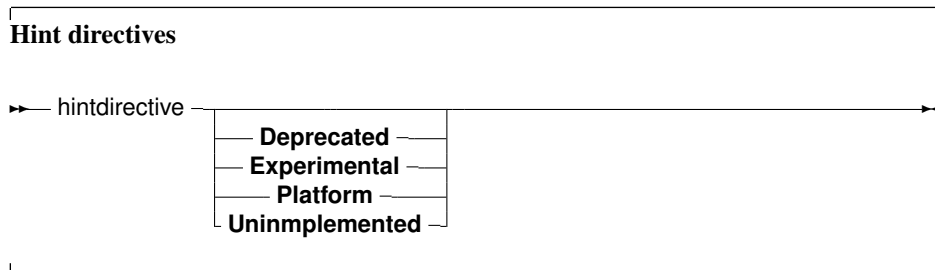 Hint directives
hintdirective
Deprecated
Experimental
Platform
Uninmplemented